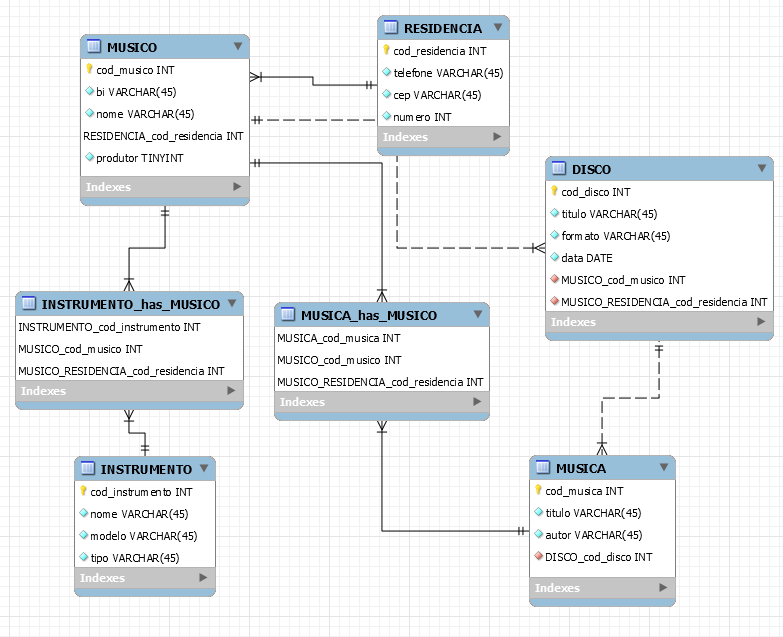 MUSICO
cod_musico INT
bi VARCHAR(45)
nome VARCHAR(45)
RESIDENCIA_cod_residencia INT
produtor TINYINT
Indexes
RESIDENCIA
cod_residencia INT
telefone VARCHAR(45)
cep VARCHAR(45)
numero INT
Indexes
DISCO
cod_disco INT
titulo VARCHAR(45)
formato VARCHAR(45)
data DATE
MUSICO_cod_musico INT
MUSICO_RESIDENCIA_cod_residencia INT
Indexes
INSTRUMENTO_has_MUSICO
INSTRUMENTO_cod_instrumento INT
MUSICO_cod_musico INT
MUSICO_RESIDENCIA_cod_residencia INT
Indexes
MUSICA_has_MUSICO
MUSICA_cod_musica INT
MUSICO_cod_musico INT
MUSICO_RESIDENCIA_cod_residencia INT
Indexes
INSTRUMENTO
cod_instrumento INT
nome VARCHAR(45)
modelo VARCHAR(45)
tipo VARCHAR(45)
Indexes
MUSICA
cod_musica INT
titulo VARCHAR(45)
autor VARCHAR(45)
DISCO_cod_disco INT
Indexes